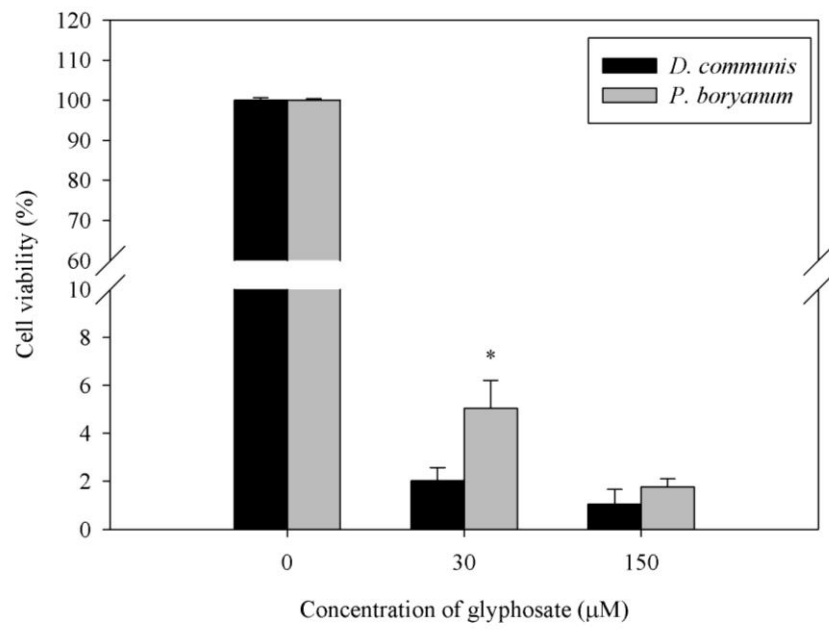 120
110
100
90
80
70
60
10
8
6
4
2
0
Cell viability (%)
D. communis
P. boryanum
*
0 30 150
Concentration of glyphosate (μM)